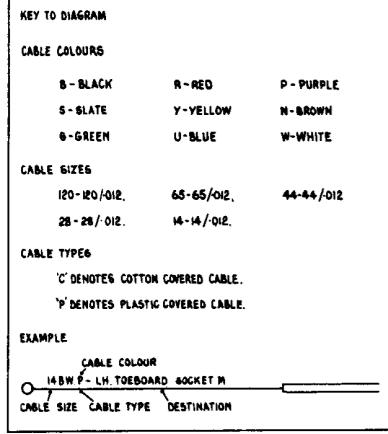 KEY TO DIAGRAM
CABLE COLOURS
B - BLACK R - RED P - PURPLE
S - SLATE Y - YELLOW N - BROWN
G - GREEN U - BLUE W - WHITE
CABLE SIZES
120 - 120/·012. 65 - 65/·012. 44 - 44/·012
28 - 28/·012. 14 - 14/·012.
CABLE TYPES
'C' DENOTES COTTON COVERED CABLE.
'P' DENOTES PLASTIC COVERED CABLE.
EXAMPLE
CABLE COLOUR
14 BW P - LH. TOEBOARD SOCKET M
CABLE SIZE CABLE TYPE DESTINATION